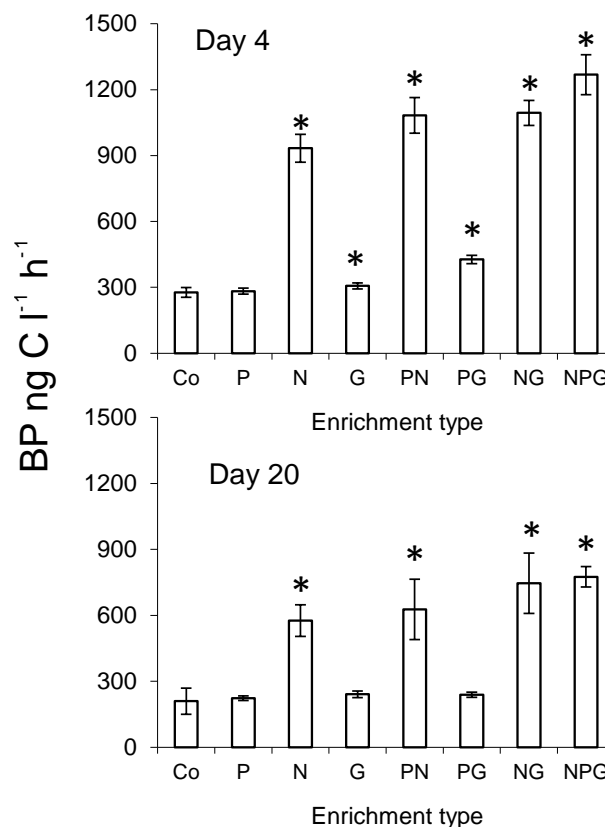 BP ng C l-1 h-1
Day 4
1500
1200
900
600
300
0
* * * * * *
Co P N G PN PG NG NPG
Enrichment type
Day 20
1500
1200
900
600
300
0
* * * *
Co P N G PN PG NG NPG
Enrichment type